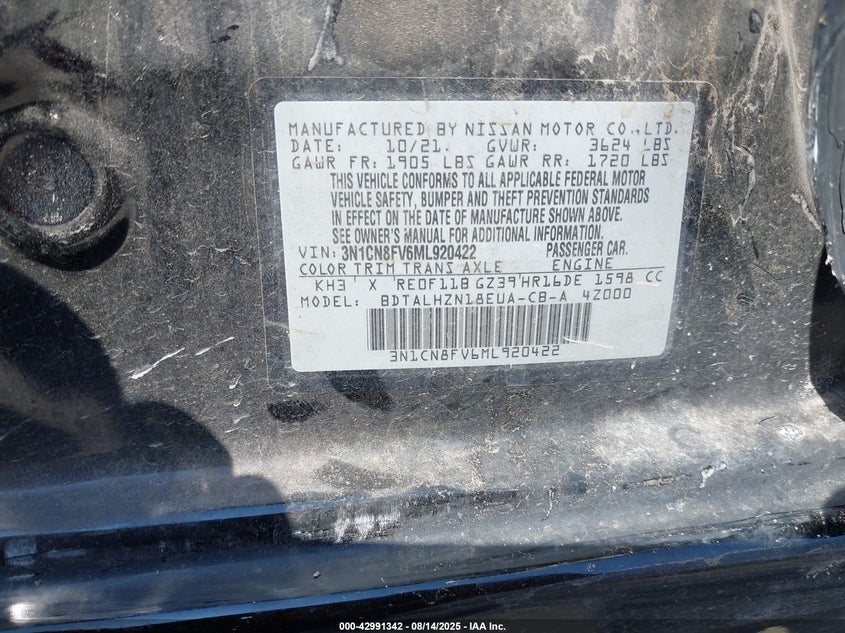 MANUFACTURED BY NISSAN MOTOR CO.,LTD.
DATE: 10/21. GVWR: 3624 LBS
GAWR FR: 1905 LBS GAWR RR: 1720 LBS
THIS VEHICLE CONFORMS TO ALL APPLICABLE FEDERAL MOTOR
VEHICLE SAFETY, BUMPER AND THEFT PREVENTION STANDARDS
IN EFFECT ON THE DATE OF MANUFACTURE SHOWN ABOVE.
SEE OWNER'S MANUAL FOR ADDITIONAL INFORMATION.
VIN: 3N1CN8FV6ML920422 PASSENGER CAR.
COLOR TRIM TRANS AXLE ENGINE
KH3 X RE0F11B GZ39 HR16DE 1598 CC
MODEL: BDTALHZN18EUA-CB-A 4Z000
3N1CN8FV6ML920422
000-42991342 - 08/14/2025 - IAA Inc.